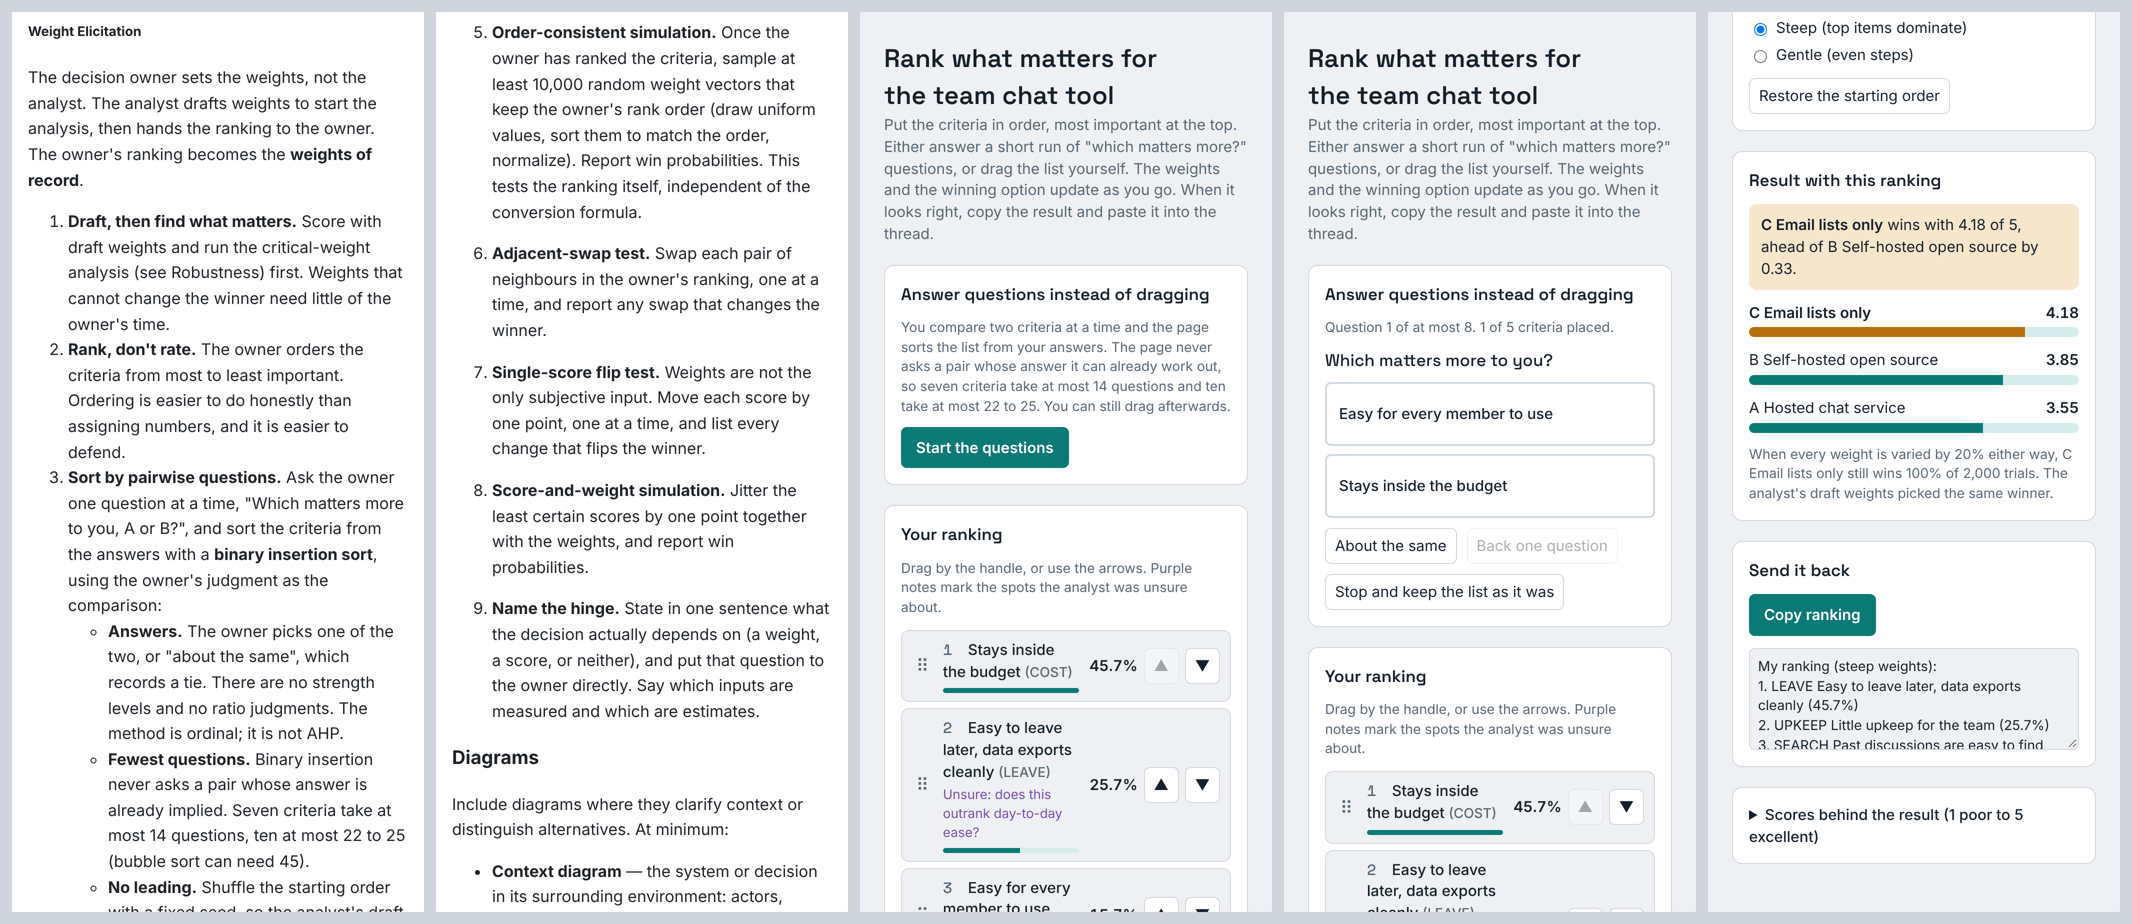 Weight Elicitation
The decision owner sets the weights, not the
analyst. The analyst drafts weights to start the
analysis, then hands the ranking to the owner.
The owner's ranking becomes the weights of
record.
1. Draft, then find what matters. Score with
draft weights and run the critical-weight
analysis (see Robustness) first. Weights that
cannot change the winner need little of the
owner's time.
2. Rank, don't rate. The owner orders the
criteria from most to least important.
Ordering is easier to do honestly than
assigning numbers, and it is easier to
defend.
3. Sort by pairwise questions. Ask the owner
one question at a time, "Which matters more
to you, A or B?", and sort the criteria from
the answers with a binary insertion sort,
using the owner's judgment as the
comparison:
Answers. The owner picks one of the
two, or "about the same", which
records a tie. There are no strength
levels and no ratio judgments. The
method is ordinal; it is not AHP.
Fewest questions. Binary insertion
never asks a pair whose answer is
already implied. Seven criteria take at
most 14 questions, ten at most 22 to 25
(bubble sort can need 45).
No leading. Shuffle the starting order
with a fixed seed, so the analyst's draft
5. Order-consistent simulation. Once the
owner has ranked the criteria, sample at
least 10,000 random weight vectors that
keep the owner's rank order (draw uniform
values, sort them to match the order,
normalize). Report win probabilities. This
tests the ranking itself, independent of the
conversion formula.
6. Adjacent-swap test. Swap each pair of
neighbours in the owner's ranking, one at a
time, and report any swap that changes the
winner.
7. Single-score flip test. Weights are not the
only subjective input. Move each score by
one point, one at a time, and list every
change that flips the winner.
8. Score-and-weight simulation. Jitter the
least certain scores by one point together
with the weights, and report win
probabilities.
9. Name the hinge. State in one sentence what
the decision actually depends on (a weight,
a score, or neither), and put that question to
the owner directly. Say which inputs are
measured and which are estimates.
Diagrams
Include diagrams where they clarify context or
distinguish alternatives. At minimum:
Context diagram — the system or decision
in its surrounding environment: actors,
Rank what matters for
the team chat tool
Put the criteria in order, most important at the top.
Either answer a short run of "which matters more?"
questions, or drag the list yourself. The weights
and the winning option update as you go. When it
looks right, copy the result and paste it into the
thread.
Answer questions instead of dragging
You compare two criteria at a time and the page
sorts the list from your answers. The page never
asks a pair whose answer it can already work out,
so seven criteria take at most 14 questions and ten
take at most 22 to 25. You can still drag afterwards.
Start the questions
Your ranking
Drag by the handle, or use the arrows. Purple
notes mark the spots the analyst was unsure
about.
1 Stays inside
the budget (COST) 45.7%
2 Easy to leave
later, data exports
cleanly (LEAVE)
Unsure: does this
outrank day-to-day
ease?
25.7%
3 Easy for every
member to use
Rank what matters for
the team chat tool
Put the criteria in order, most important at the top.
Either answer a short run of "which matters more?"
questions, or drag the list yourself. The weights
and the winning option update as you go. When it
looks right, copy the result and paste it into the
thread.
Answer questions instead of dragging
Question 1 of at most 8. 1 of 5 criteria placed.
Which matters more to you?
Easy for every member to use
Stays inside the budget
About the same Back one question
Stop and keep the list as it was
Your ranking
Drag by the handle, or use the arrows. Purple
notes mark the spots the analyst was unsure
about.
1 Stays inside
the budget (COST) 45.7%
2 Easy to leave
later, data exports
cleanly (LEAVE)
Steep (top items dominate)
Gentle (even steps)
Restore the starting order
Result with this ranking
C Email lists only wins with 4.18 of 5,
ahead of B Self-hosted open source by
0.33.
C Email lists only 4.18
B Self-hosted open source 3.85
A Hosted chat service 3.55
When every weight is varied by 20% either way, C
Email lists only still wins 100% of 2,000 trials. The
analyst's draft weights picked the same winner.
Send it back
Copy ranking
My ranking (steep weights):
1. LEAVE Easy to leave later, data exports
cleanly (45.7%)
2. UPKEEP Little upkeep for the team (25.7%)
3. SEARCH Past discussions are easy to find
Scores behind the result (1 poor to 5
excellent)